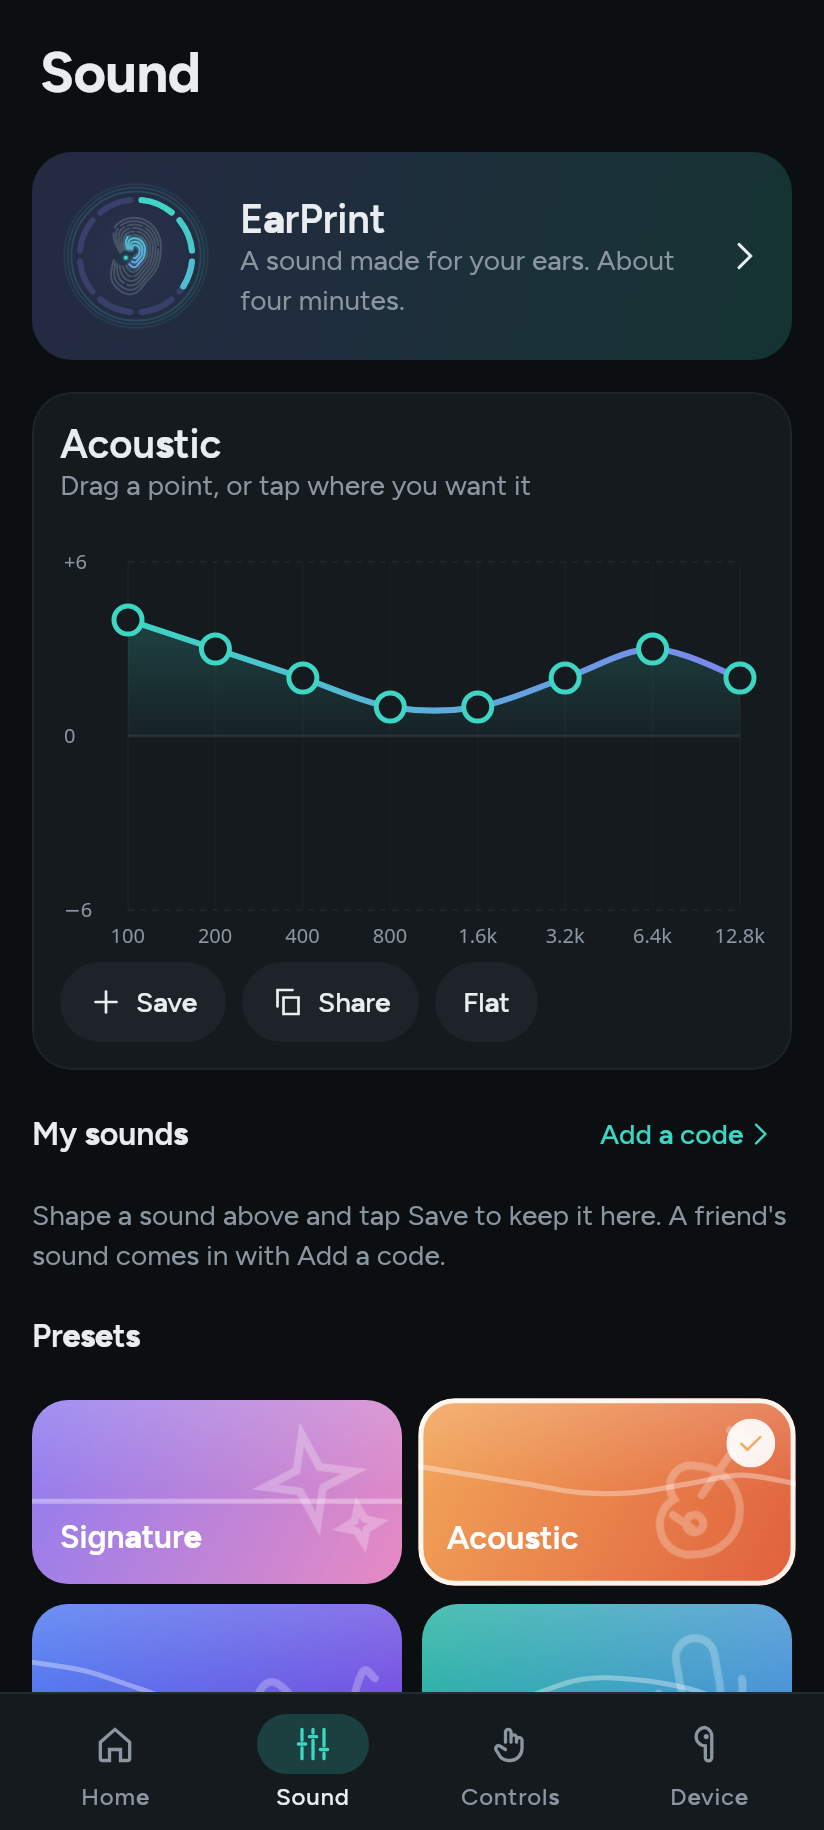 Sound
EarPrint
A sound made for your ears. About
four minutes.
Acoustic
Drag a point, or tap where you want it
+6
0
−6
100 200 400 800 1.6k 3.2k 6.4k 12.8k
Save Share Flat
My sounds Add a code
Shape a sound above and tap Save to keep it here. A friend's
sound comes in with Add a code.
Presets
Signature Acoustic
Home Sound Controls Device